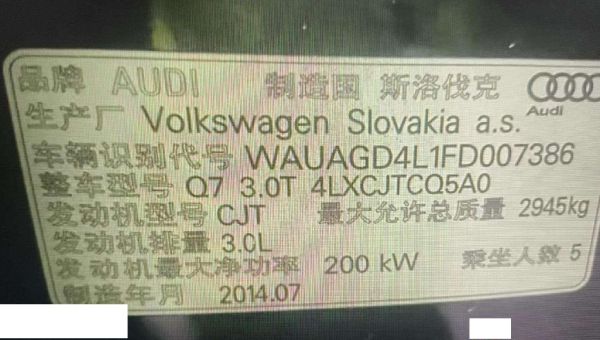 品牌 AUDI 制造国 斯洛伐克
Audi
生产厂 Volkswagen Slovakia a.s.
车辆识别代号 WAUAGD4L1FD007386
整车型号 Q7 3.0T 4LXCJTCQ5A0
发动机型号 CJT 最大允许总质量 2945kg
发动机排量 3.0L
发动机最大净功率 200 kW 乘坐人数 5
制造年月 2014.07